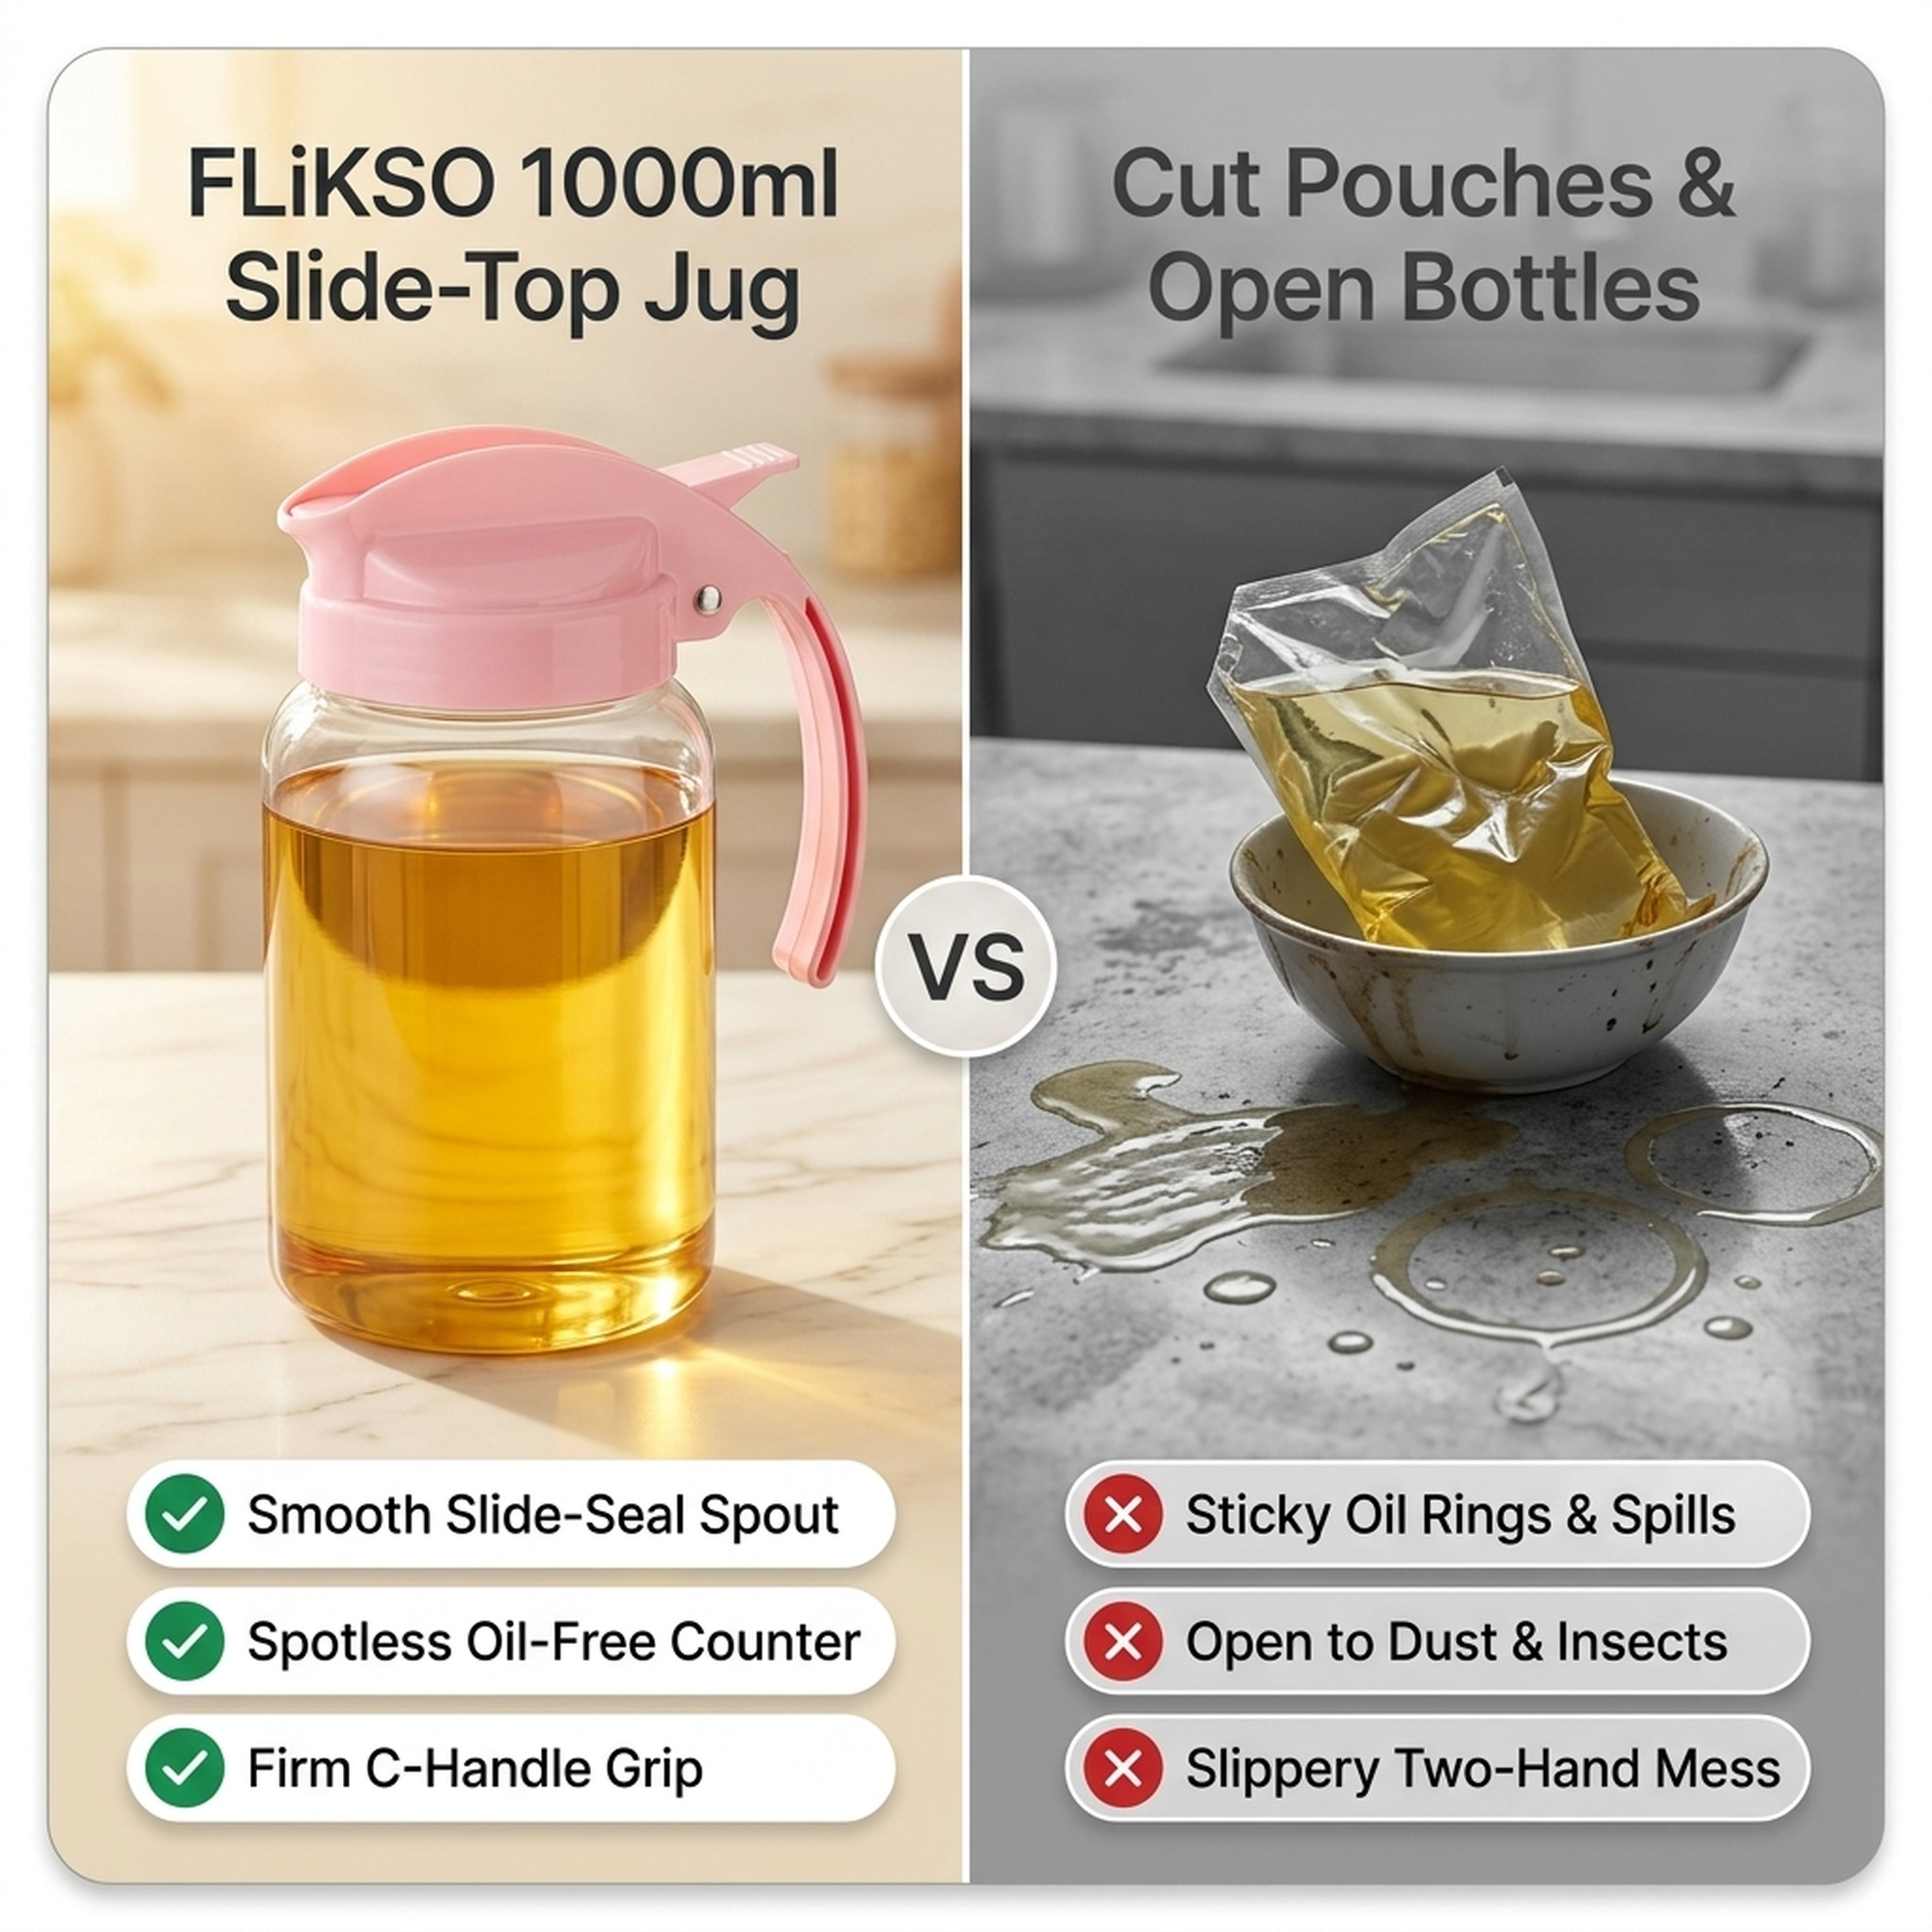 FLiKSO 1000ml
Slide-Top Jug
Cut Pouches &
Open Bottles
VS
Smooth Slide-Seal Spout
Spotless Oil-Free Counter
Firm C-Handle Grip
Sticky Oil Rings & Spills
Open to Dust & Insects
Slippery Two-Hand Mess